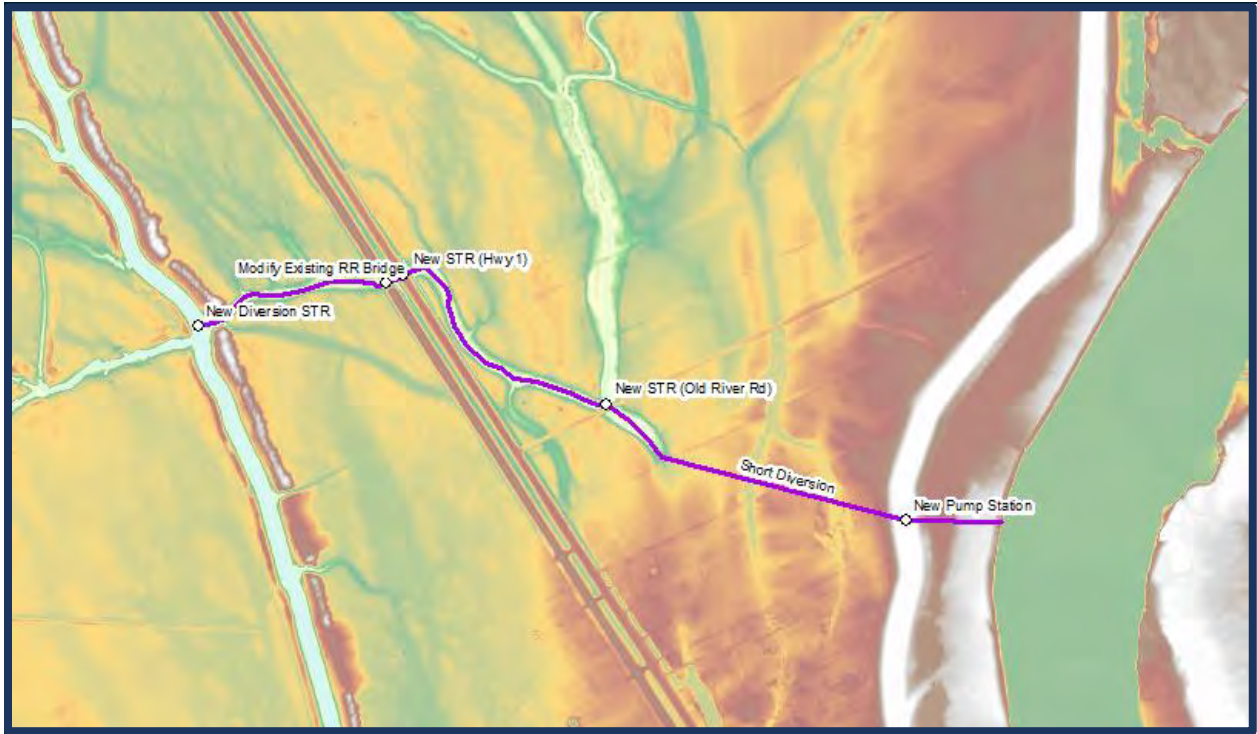 New STR (Hwy 1)
Modify Existing RR Bridge
New Diversion STR
New STR (Old River Rd)
Short Diversion
New Pump Station